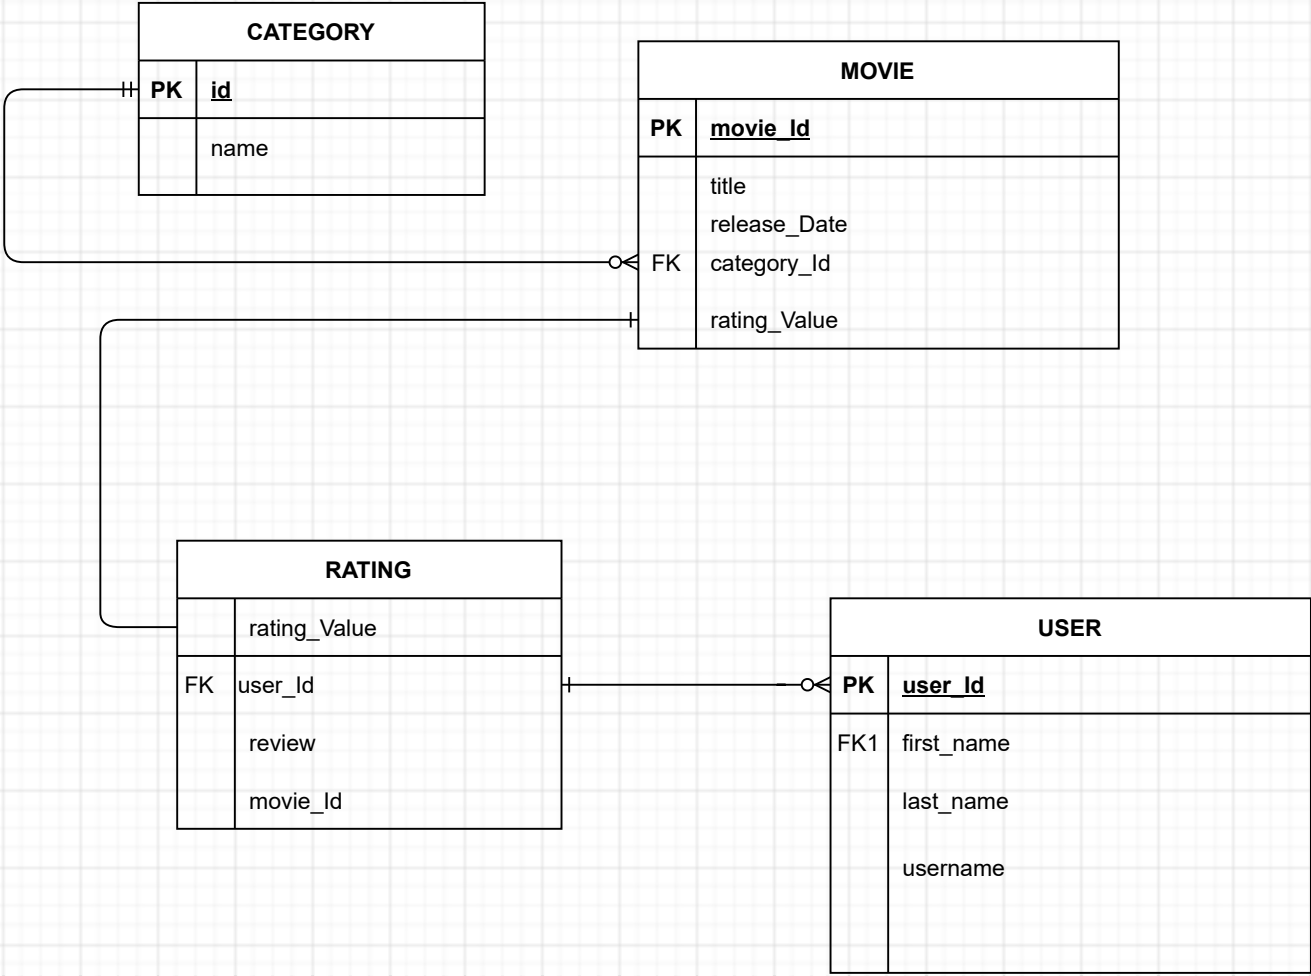 CATEGORY
PK id
name
MOVIE
PK movie_Id
title
release_Date
FK category_Id
rating_Value
RATING
rating_Value
FK user_Id
review
movie_Id
USER
PK user_Id
FK1 first_name
last_name
username